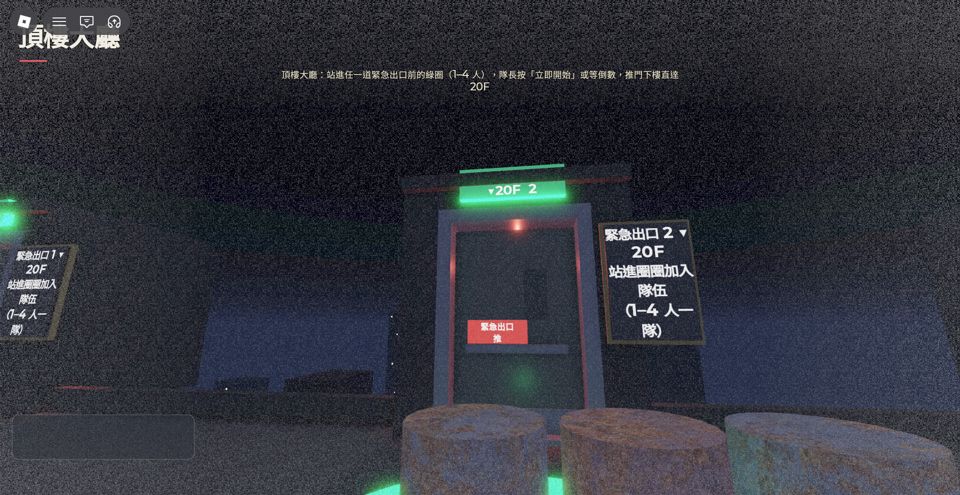 頂樓大廳
頂樓大廳：站進任一道緊急出口前的綠圈（1–4 人），隊長按「立即開始」或等倒數，推門下樓直達
20F
▼20F 2
緊急出口 1 ▼
20F
站進圈圈加入
隊伍
（1–4 人一
隊）
緊急出口 2 ▼
20F
站進圈圈加入
隊伍
（1–4 人一
隊）
緊急出口
推